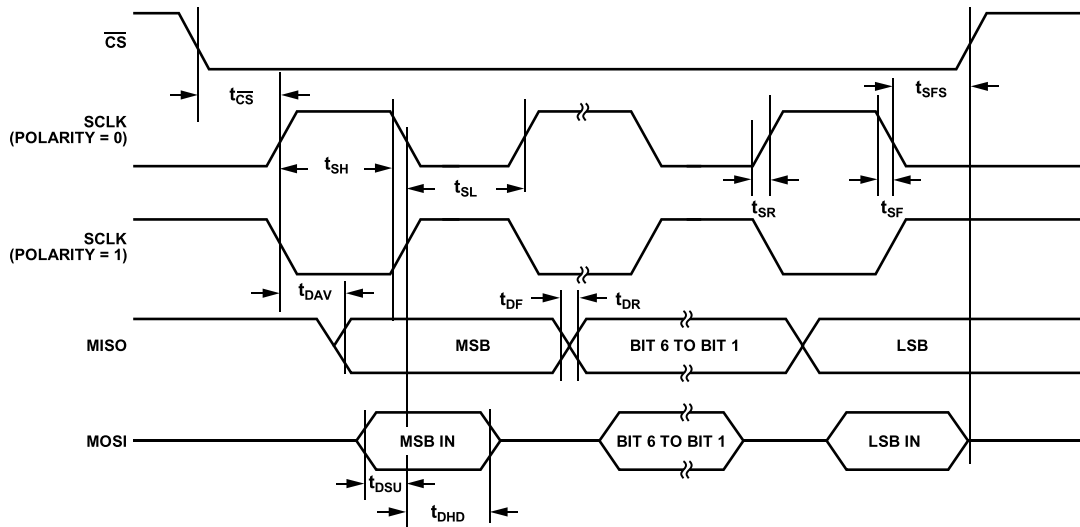 CS
tCS
tSFS
SCLK
(POLARITY = 0)
tSH
tSL
tSR
tSF
SCLK
(POLARITY = 1)
tDAV
tDF
tDR
MISO
MSB
BIT 6 TO BIT 1
LSB
MOSI
MSB IN
BIT 6 TO BIT 1
LSB IN
tDSU
tDHD